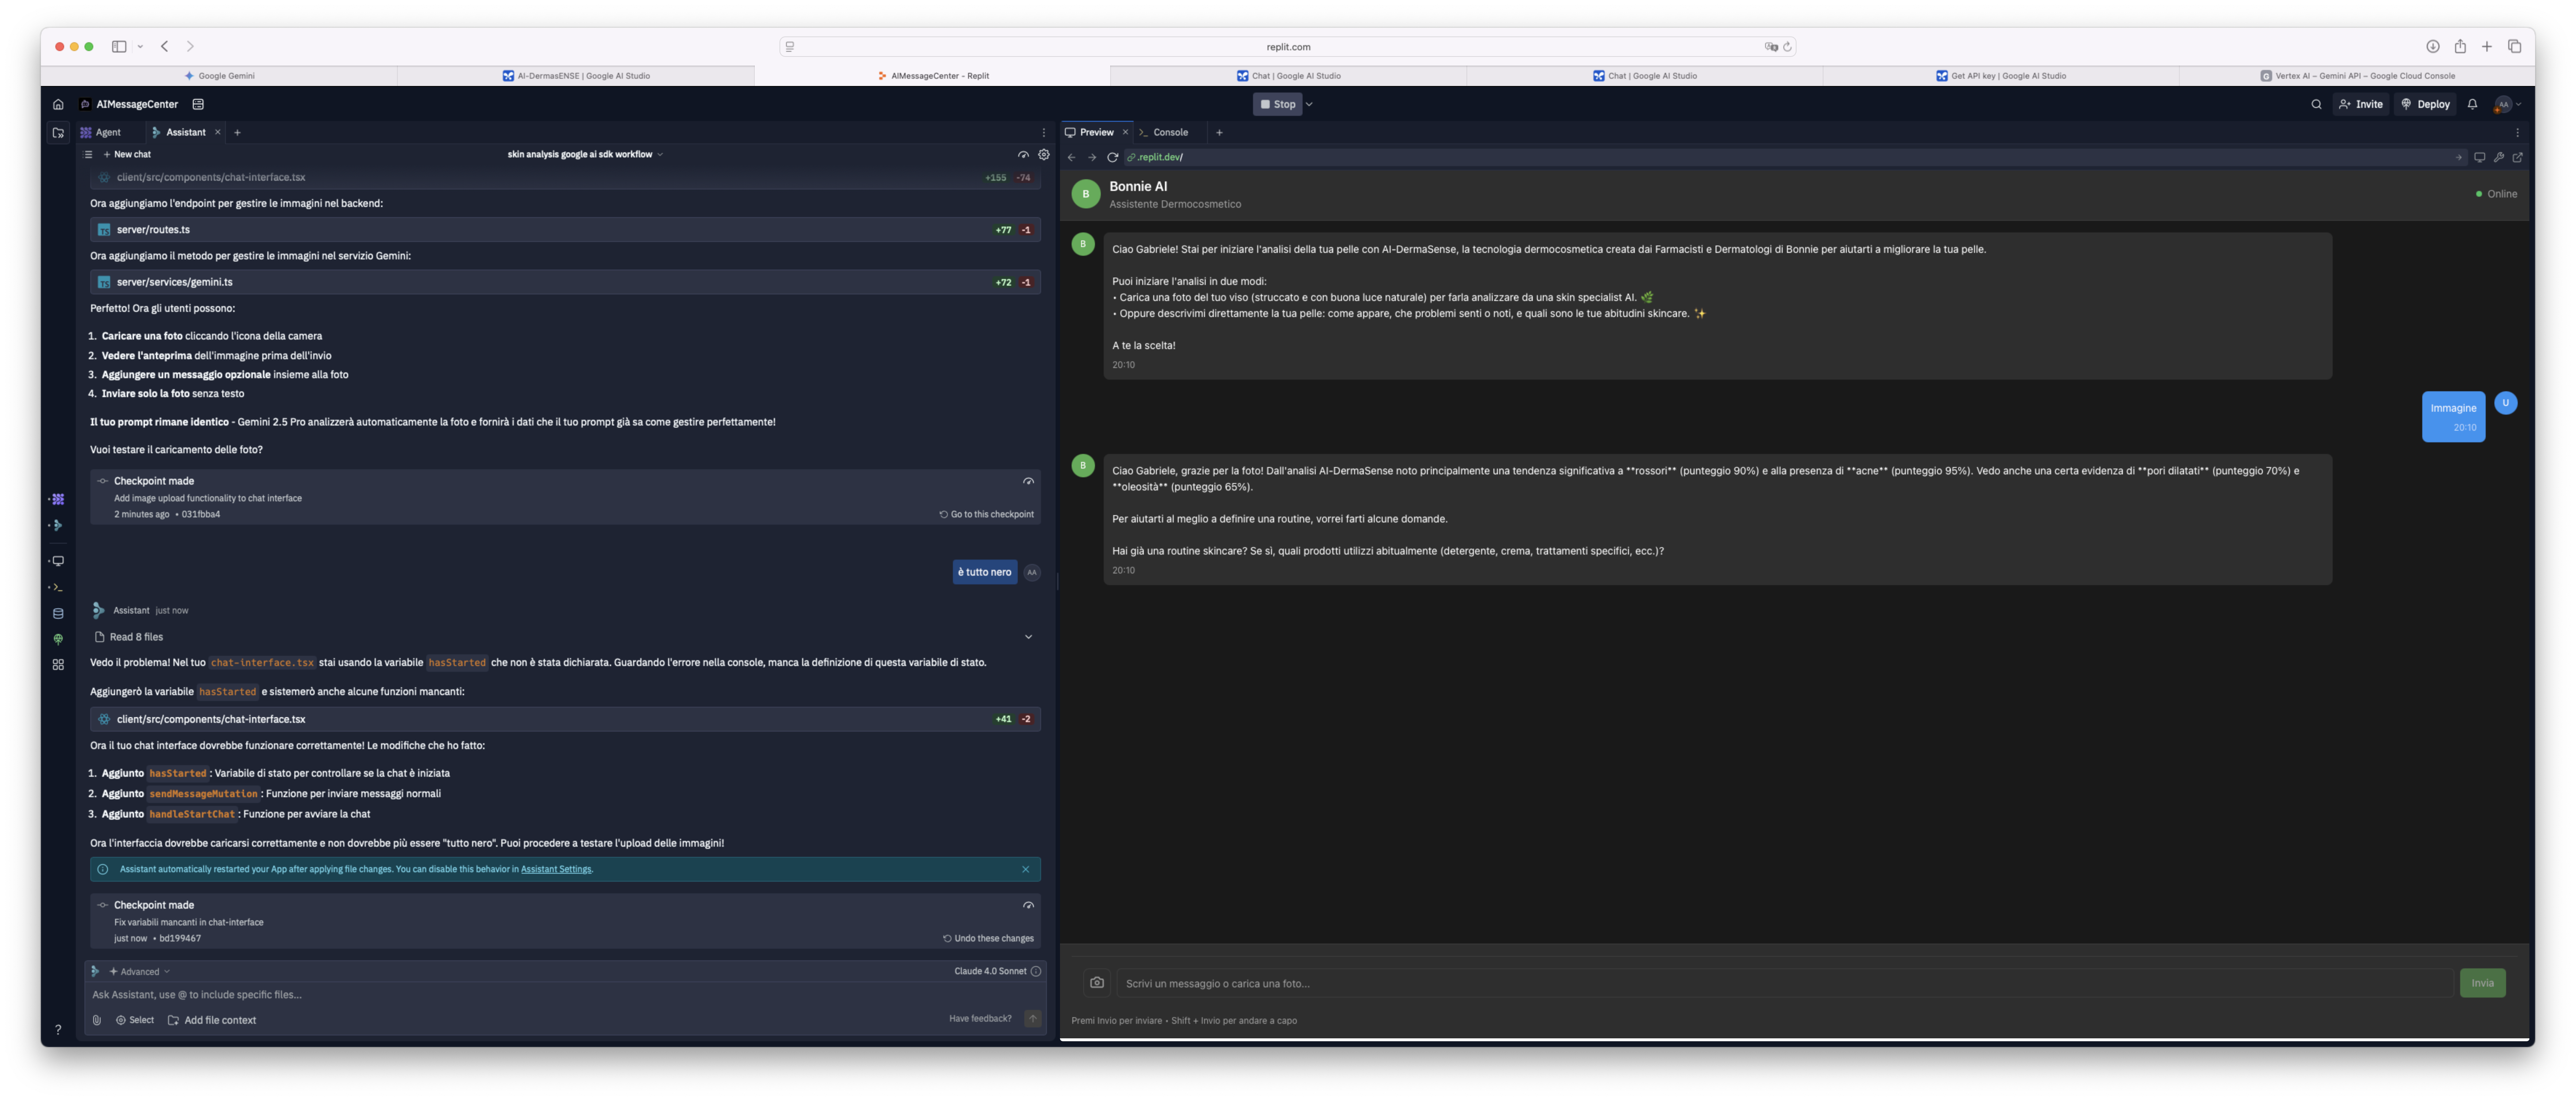 replit.com
Google Gemini
AI-DermasENSE | Google AI Studio
AIMessageCenter - Replit
Chat | Google AI Studio
Chat | Google AI Studio
Get API key | Google AI Studio
Vertex AI – Gemini API – Google Cloud Console
AIMessageCenter
Stop
Invite
Deploy
AA
Agent
Assistant
New chat
skin analysis google ai sdk workflow
client/src/components/chat-interface.tsx +155 -74
Ora aggiungiamo l'endpoint per gestire le immagini nel backend:
server/routes.ts +77 -1
Ora aggiungiamo il metodo per gestire le immagini nel servizio Gemini:
server/services/gemini.ts +72 -1
Perfetto! Ora gli utenti possono:
1. Caricare una foto cliccando l'icona della camera
2. Vedere l'anteprima dell'immagine prima dell'invio
3. Aggiungere un messaggio opzionale insieme alla foto
4. Inviare solo la foto senza testo
Il tuo prompt rimane identico - Gemini 2.5 Pro analizzerà automaticamente la foto e fornirà i dati che il tuo prompt già sa come gestire perfettamente!
Vuoi testare il caricamento delle foto?
Checkpoint made
Add image upload functionality to chat interface
2 minutes ago • 031fbba4
Go to this checkpoint
è tutto nero
AA
Assistant just now
Read 8 files
Vedo il problema! Nel tuo chat-interface.tsx stai usando la variabile hasStarted che non è stata dichiarata. Guardando l'errore nella console, manca la definizione di questa variabile di stato.
Aggiungerò la variabile hasStarted e sistemerò anche alcune funzioni mancanti:
client/src/components/chat-interface.tsx +41 -2
Ora il tuo chat interface dovrebbe funzionare correttamente! Le modifiche che ho fatto:
1. Aggiunto hasStarted: Variabile di stato per controllare se la chat è iniziata
2. Aggiunto sendMessageMutation: Funzione per inviare messaggi normali
3. Aggiunto handleStartChat: Funzione per avviare la chat
Ora l'interfaccia dovrebbe caricarsi correttamente e non dovrebbe più essere "tutto nero". Puoi procedere a testare l'upload delle immagini!
Assistant automatically restarted your App after applying file changes. You can disable this behavior in Assistant Settings.
Checkpoint made
Fix variabili mancanti in chat-interface
just now • bd199467
Undo these changes
Advanced
Claude 4.0 Sonnet
Ask Assistant, use @ to include specific files...
Select
Add file context
Have feedback?
Preview
Console
.replit.dev/
B
Bonnie AI
Assistente Dermocosmetico
Online
B
Ciao Gabriele! Stai per iniziare l'analisi della tua pelle con AI-DermaSense, la tecnologia dermocosmetica creata dai Farmacisti e Dermatologi di Bonnie per aiutarti a migliorare la tua pelle.
Puoi iniziare l'analisi in due modi:
• Carica una foto del tuo viso (struccato e con buona luce naturale) per farla analizzare da una skin specialist AI. 🌿
• Oppure descrivimi direttamente la tua pelle: come appare, che problemi senti o noti, e quali sono le tue abitudini skincare. ✨
A te la scelta!
20:10
Immagine
20:10
U
B
Ciao Gabriele, grazie per la foto! Dall'analisi AI-DermaSense noto principalmente una tendenza significativa a **rossori** (punteggio 90%) e alla presenza di **acne** (punteggio 95%). Vedo anche una certa evidenza di **pori dilatati** (punteggio 70%) e
**oleosità** (punteggio 65%).
Per aiutarti al meglio a definire una routine, vorrei farti alcune domande.
Hai già una routine skincare? Se sì, quali prodotti utilizzi abitualmente (detergente, crema, trattamenti specifici, ecc.)?
20:10
Scrivi un messaggio o carica una foto...
Invia
Premi Invio per inviare • Shift + Invio per andare a capo